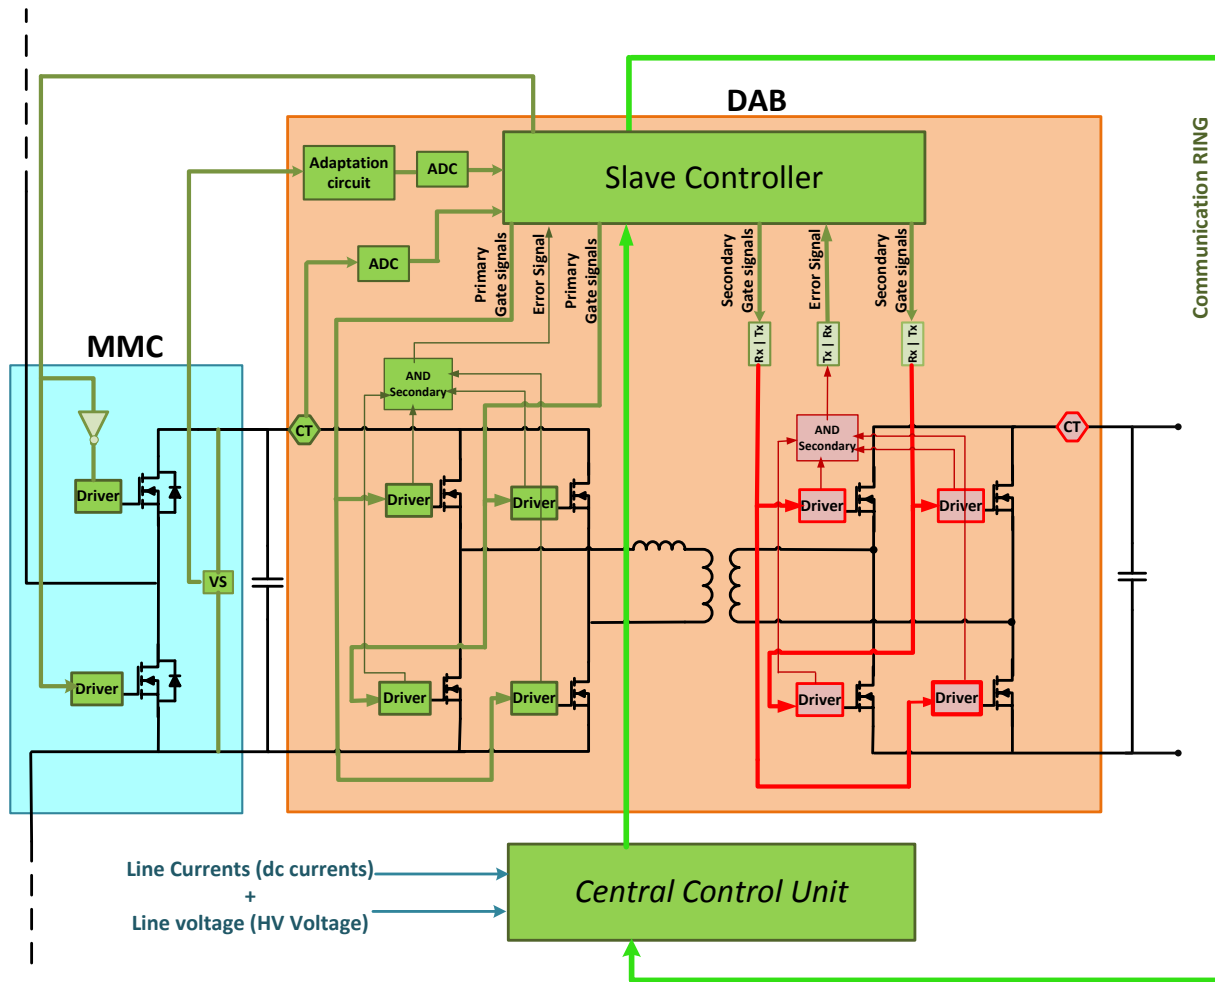 DAB
Communication RING
Adaptation
circuit
ADC
Slave Controller
ADC
Primary
Gate signals
Error Signal
Primary
Gate signals
Secondary
Gate signals
Error Signal
Secondary
Gate signals
Rx | Tx
Tx | Rx
Rx | Tx
MMC
AND
Secondary
AND
Secondary
CT
CT
Driver
Driver
Driver
Driver
Driver
VS
Driver
Driver
Driver
Driver
Driver
Line Currents (dc currents)
+
Line voltage (HV Voltage)
Central Control Unit